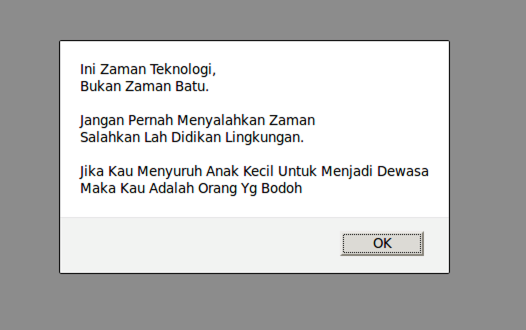 Ini Zaman Teknologi,
Bukan Zaman Batu.
Jangan Pernah Menyalahkan Zaman
Salahkan Lah Didikan Lingkungan.
Jika Kau Menyuruh Anak Kecil Untuk Menjadi Dewasa
Maka Kau Adalah Orang Yg Bodoh
OK